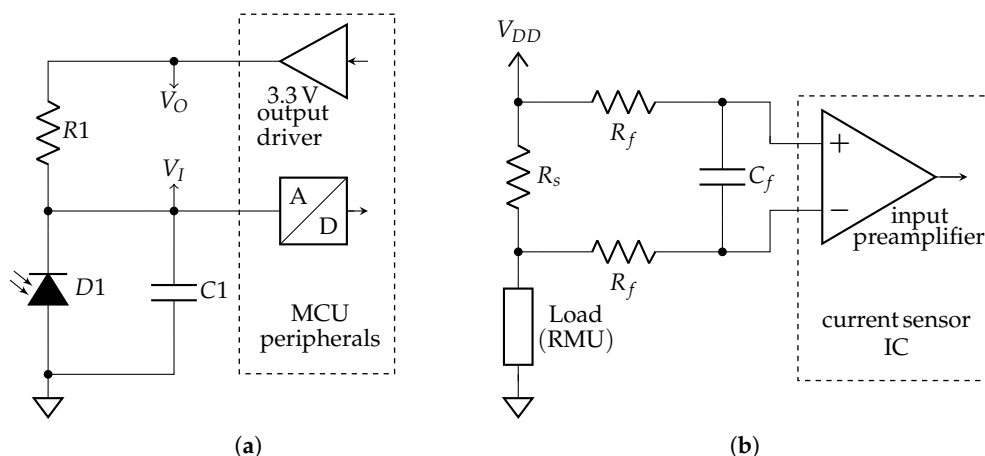 3.3 V
output
driver
V_O
R1
V_I
A
D
D1
C1
MCU
peripherals
(a)
V_DD
R_f
R_s
C_f
+
−
input
preamplifier
R_f
Load
(RMU)
current sensor
IC
(b)